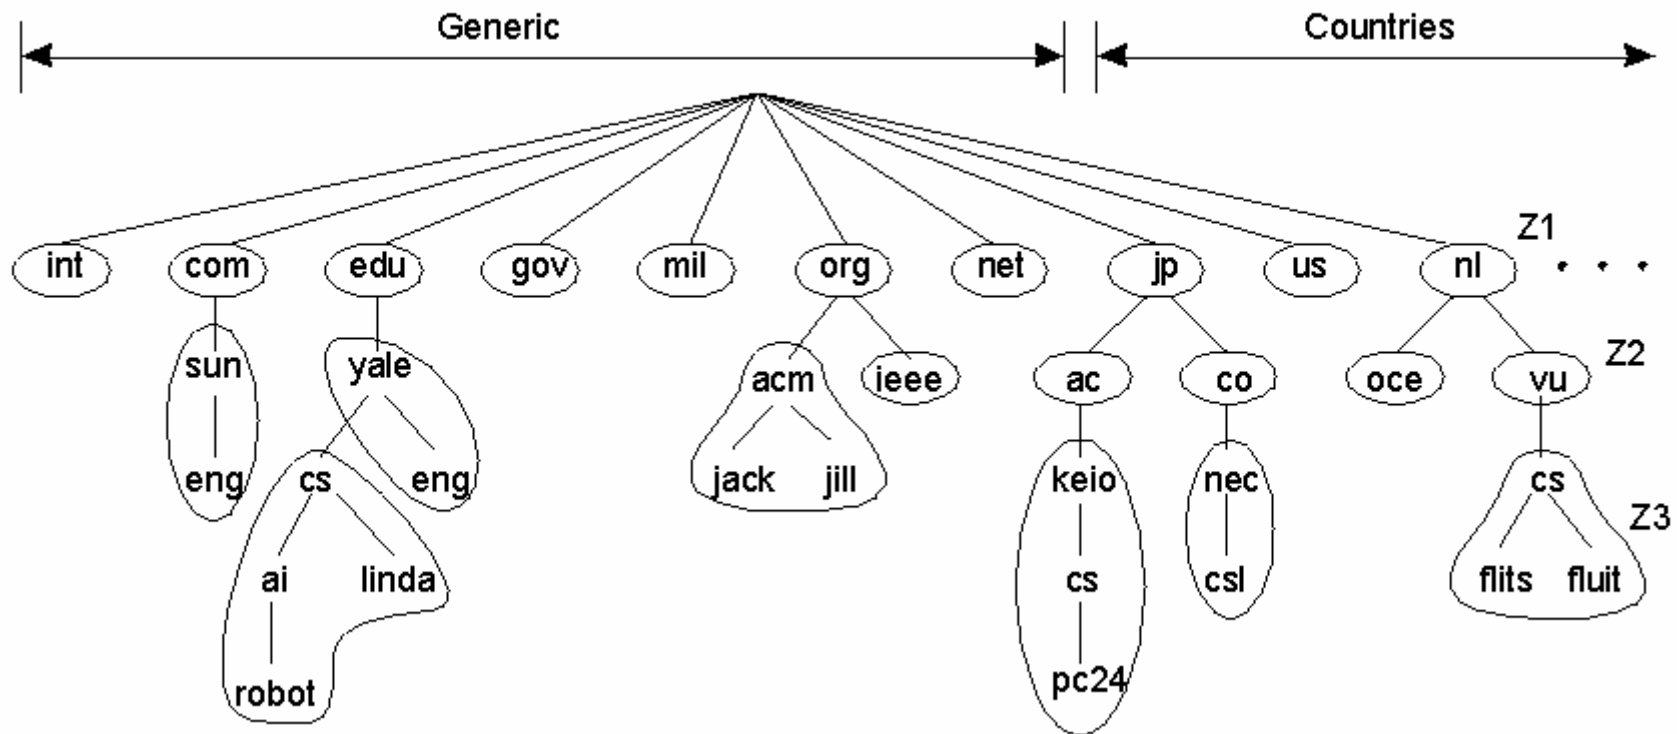 Generic Countries
Z1
int com edu gov mil org net jp us nl . . .
Z2
sun yale acm ieee ac co oce vu
eng cs eng jack jill keio nec cs
Z3
ai linda cs csl flits fluit
robot pc24